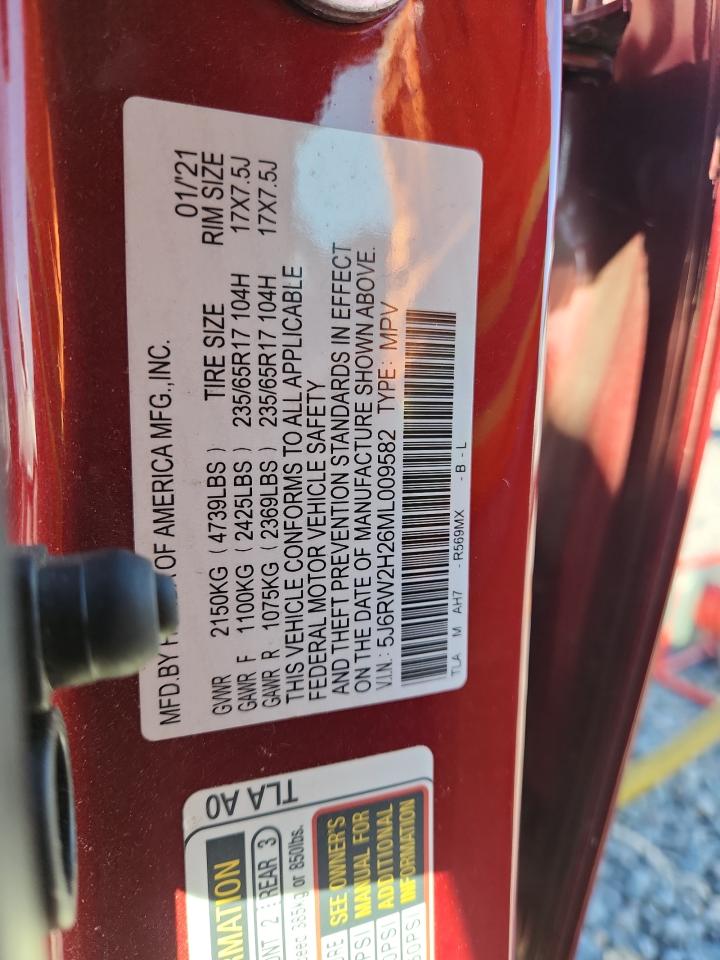 MFD.BY OF AMERICA MFG.,INC. 01/'21
GVWR 2150KG ( 4739LBS ) TIRE SIZE RIM SIZE
GAWR F 1100KG ( 2425LBS ) 235/65R17 104H 17X7.5J
GAWR R 1075KG ( 2369LBS ) 235/65R17 104H 17X7.5J
THIS VEHICLE CONFORMS TO ALL APPLICABLE
FEDERAL MOTOR VEHICLE SAFETY
AND THEFT PREVENTION STANDARDS IN EFFECT
ON THE DATE OF MANUFACTURE SHOWN ABOVE.
V.I.N.: 5J6RW2H26ML009582 TYPE: MPV
TLA M AH7 - R569MX - B - L
TLA A0
2 REAR 3
or 850lbs.
SEE OWNER'S
MANUAL FOR
ADDITIONAL
INFORMATION